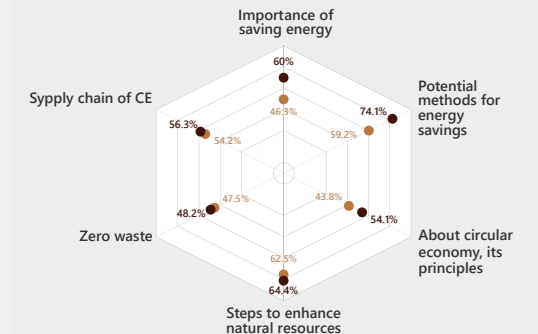 Importance of
saving energy
60%
46.3%
Potential
methods for
energy
savings
74.1%
59.2%
Sypply chain of CE
56.3%
54.2%
47.5%
48.2%
Zero waste
43.8%
54.1%
About circular
economy, its
principles
62.5%
64.4%
Steps to enhance
natural resources